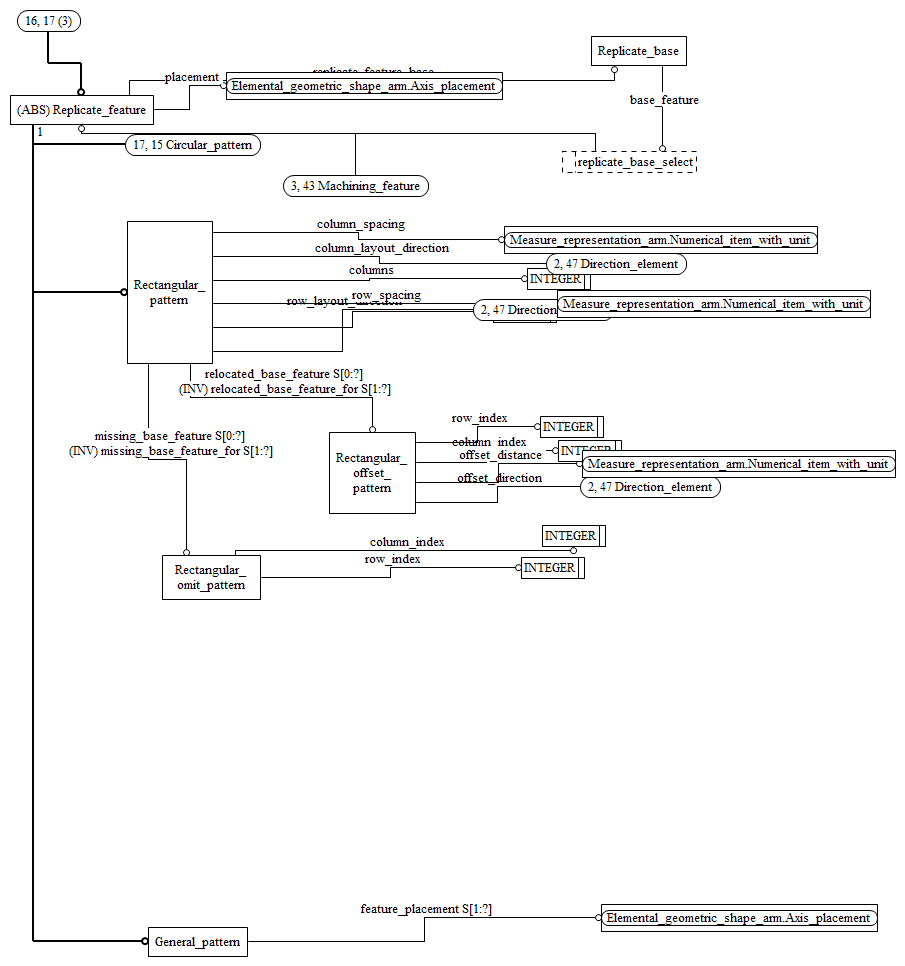 16, 17 (3)
Replicate_base
placement
replicate_feature_base
Elemental_geometric_shape_arm.Axis_placement
base_feature
(ABS) Replicate_feature
1
17, 15 Circular_pattern
replicate_base_select
3, 43 Machining_feature
column_spacing
Measure_representation_arm.Numerical_item_with_unit
column_layout_direction
2, 47 Direction_element
columns
INTEGER
Rectangular_
pattern
row_spacing
row_layout_direction
Measure_representation_arm.Numerical_item_with_unit
2, 47 Direction
relocated_base_feature S[0:?]
(INV) relocated_base_feature_for S[1:?]
missing_base_feature S[0:?]
(INV) missing_base_feature_for S[1:?]
row_index
INTEGER
column_index
INTEGER
offset_distance
Measure_representation_arm.Numerical_item_with_unit
Rectangular_
offset_
pattern
offset_direction
2, 47 Direction_element
column_index
INTEGER
row_index
INTEGER
Rectangular_
omit_pattern
feature_placement S[1:?]
Elemental_geometric_shape_arm.Axis_placement
General_pattern